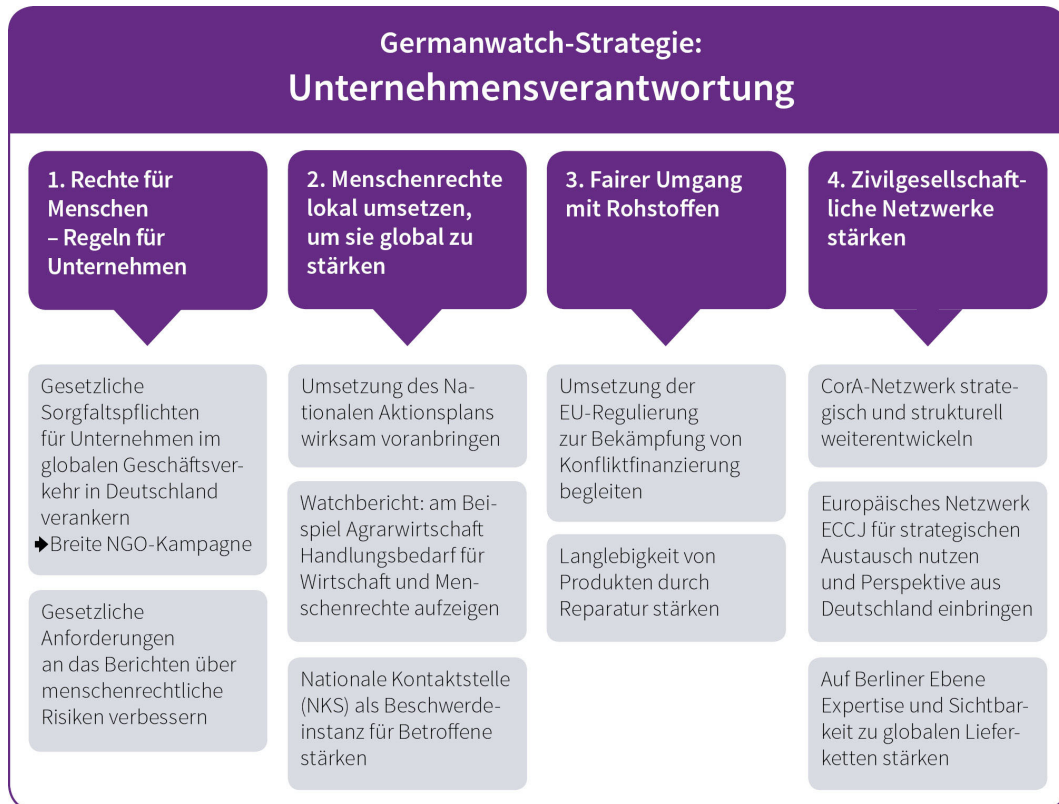 Germanwatch-Strategie:
Unternehmensverantwortung
1. Rechte für
Menschen
– Regeln für
Unternehmen
Gesetzliche
Sorgfaltspflichten
für Unternehmen im
globalen Geschäftsver-
kehr in Deutschland
verankern
🡆Breite NGO-Kampagne
Gesetzliche
Anforderungen
an das Berichten über
menschenrechtliche
Risiken verbessern
2. Menschenrechte
lokal umsetzen,
um sie global zu
stärken
Umsetzung des Na-
tionalen Aktionsplans
wirksam voranbringen
Watchbericht: am Bei-
spiel Agrarwirtschaft
Handlungsbedarf für
Wirtschaft und Men-
schenrechte aufzeigen
Nationale Kontaktstelle
(NKS) als Beschwerde-
instanz für Betroffene
stärken
3. Fairer Umgang
mit Rohstoffen
Umsetzung der
EU-Regulierung
zur Bekämpfung von
Konfliktfinanzierung
begleiten
Langlebigkeit von
Produkten durch
Reparatur stärken
4. Zivilgesellschaft-
liche Netzwerke
stärken
CorA-Netzwerk strate-
gisch und strukturell
weiterentwickeln
Europäisches Netzwerk
ECCJ für strategischen
Austausch nutzen
und Perspektive aus
Deutschland einbringen
Auf Berliner Ebene
Expertise und Sichtbar-
keit zu globalen Liefer-
ketten stärken